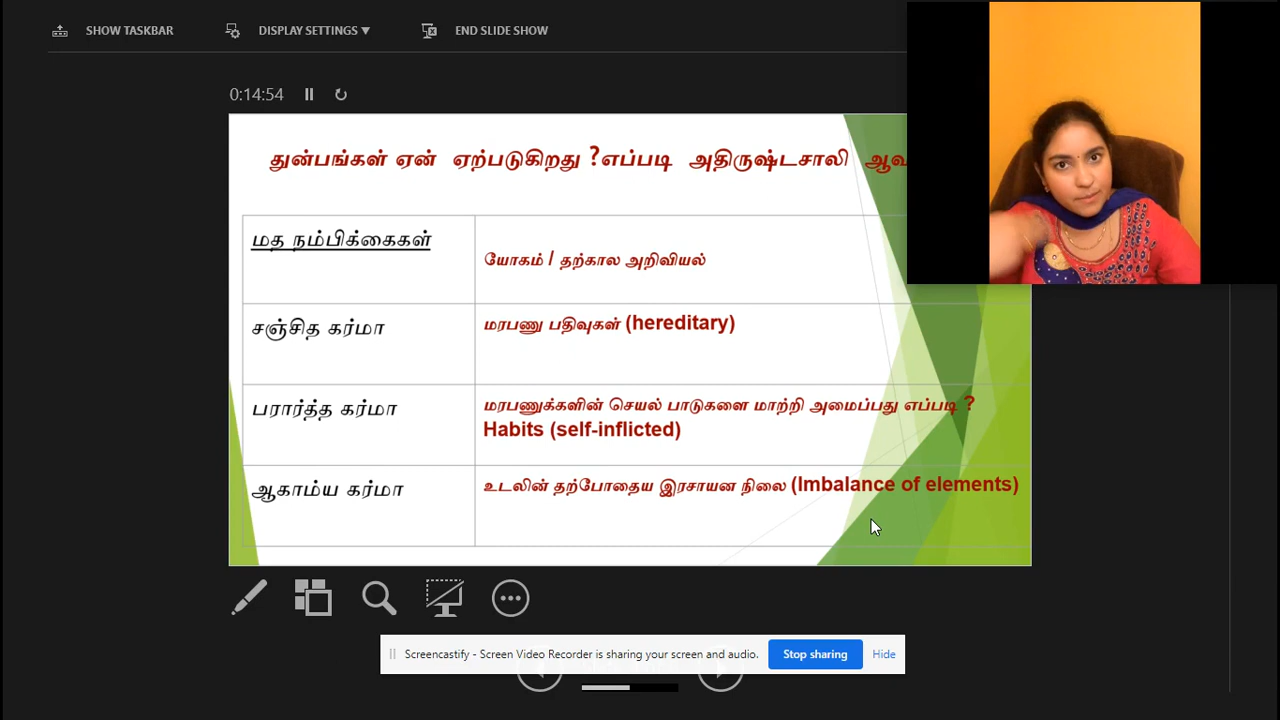 SHOW TASKBAR
DISPLAY SETTINGS ▼
END SLIDE SHOW
0:14:54
துன்பங்கள் ஏன் ஏற்படுகிறது ?எப்படி அதிருஷ்டசாலி
மத நம்பிக்கைகள்
யோகம் / தற்கால அறிவியல்
சஞ்சித கர்மா
மரபணு பதிவுகள் (hereditary)
பரார்த்த கர்மா
மரபணுக்களின் செயல் பாடுகளை மாற்றி அமைப்பது எப்படி ?
Habits (self-inflicted)
ஆகாம்ய கர்மா
உடலின் தற்போதைய இரசாயன நிலை (Imbalance of elements)
Screencastify - Screen Video Recorder is sharing your screen and audio.
Stop sharing
Hide